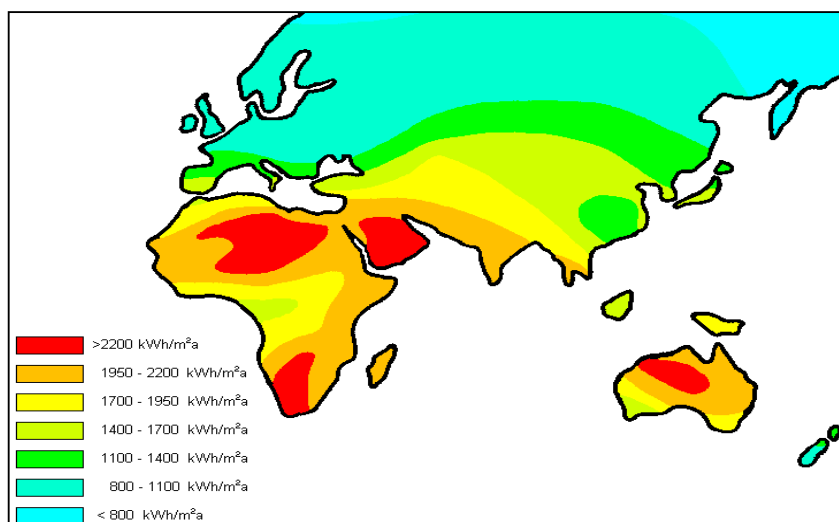 >2200 kWh/m²a
1950 - 2200 kWh/m²a
1700 - 1950 kWh/m²a
1400 - 1700 kWh/m²a
1100 - 1400 kWh/m²a
800 - 1100 kWh/m²a
< 800 kWh/m²a